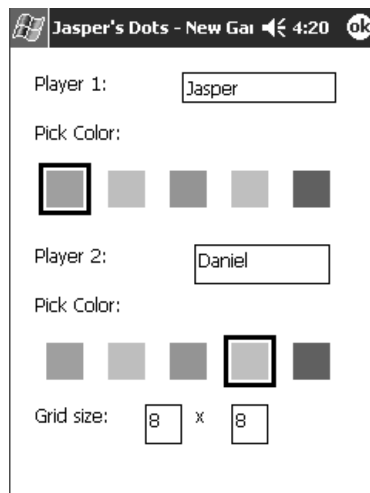 Jasper's Dots - New Gar 4:20 ok
Player 1: Jasper
Pick Color:
Player 2: Daniel
Pick Color:
Grid size: 8 x 8